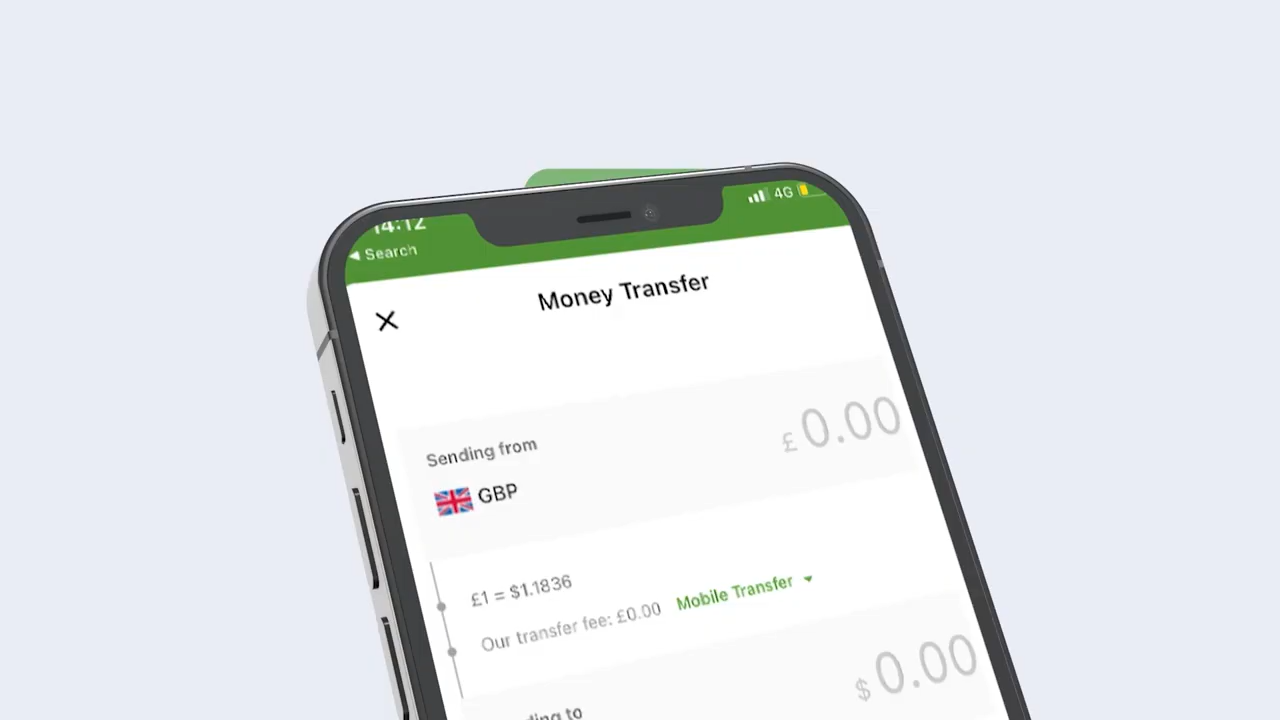 14:12
4G
Search
Money Transfer
£ 0.00
Sending from
GBP
£1 = $1.1836
Our transfer fee: £0.00 Mobile Transfer
$ 0.00
to